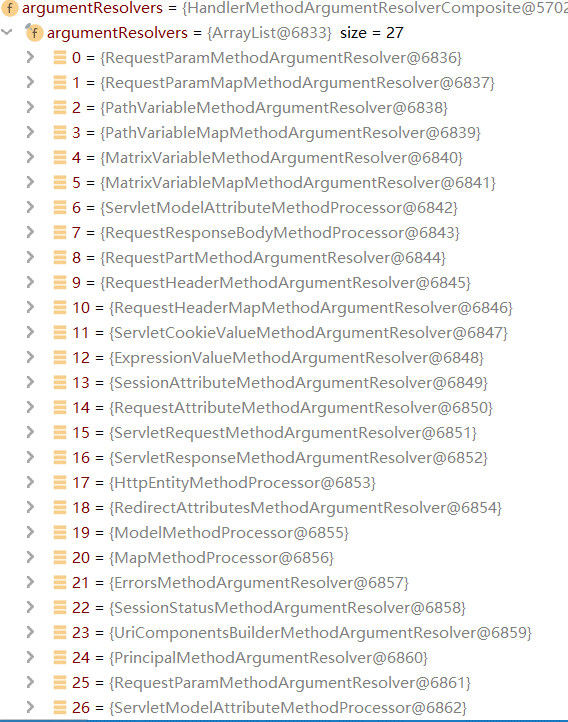 f argumentResolvers = {HandlerMethodArgumentResolverComposite@5702
f argumentResolvers = {ArrayList@6833} size = 27
0 = {RequestParamMethodArgumentResolver@6836}
1 = {RequestParamMapMethodArgumentResolver@6837}
2 = {PathVariableMethodArgumentResolver@6838}
3 = {PathVariableMapMethodArgumentResolver@6839}
4 = {MatrixVariableMethodArgumentResolver@6840}
5 = {MatrixVariableMapMethodArgumentResolver@6841}
6 = {ServletModelAttributeMethodProcessor@6842}
7 = {RequestResponseBodyMethodProcessor@6843}
8 = {RequestPartMethodArgumentResolver@6844}
9 = {RequestHeaderMethodArgumentResolver@6845}
10 = {RequestHeaderMapMethodArgumentResolver@6846}
11 = {ServletCookieValueMethodArgumentResolver@6847}
12 = {ExpressionValueMethodArgumentResolver@6848}
13 = {SessionAttributeMethodArgumentResolver@6849}
14 = {RequestAttributeMethodArgumentResolver@6850}
15 = {ServletRequestMethodArgumentResolver@6851}
16 = {ServletResponseMethodArgumentResolver@6852}
17 = {HttpEntityMethodProcessor@6853}
18 = {RedirectAttributesMethodArgumentResolver@6854}
19 = {ModelMethodProcessor@6855}
20 = {MapMethodProcessor@6856}
21 = {ErrorsMethodArgumentResolver@6857}
22 = {SessionStatusMethodArgumentResolver@6858}
23 = {UriComponentsBuilderMethodArgumentResolver@6859}
24 = {PrincipalMethodArgumentResolver@6860}
25 = {RequestParamMethodArgumentResolver@6861}
26 = {ServletModelAttributeMethodProcessor@6862}